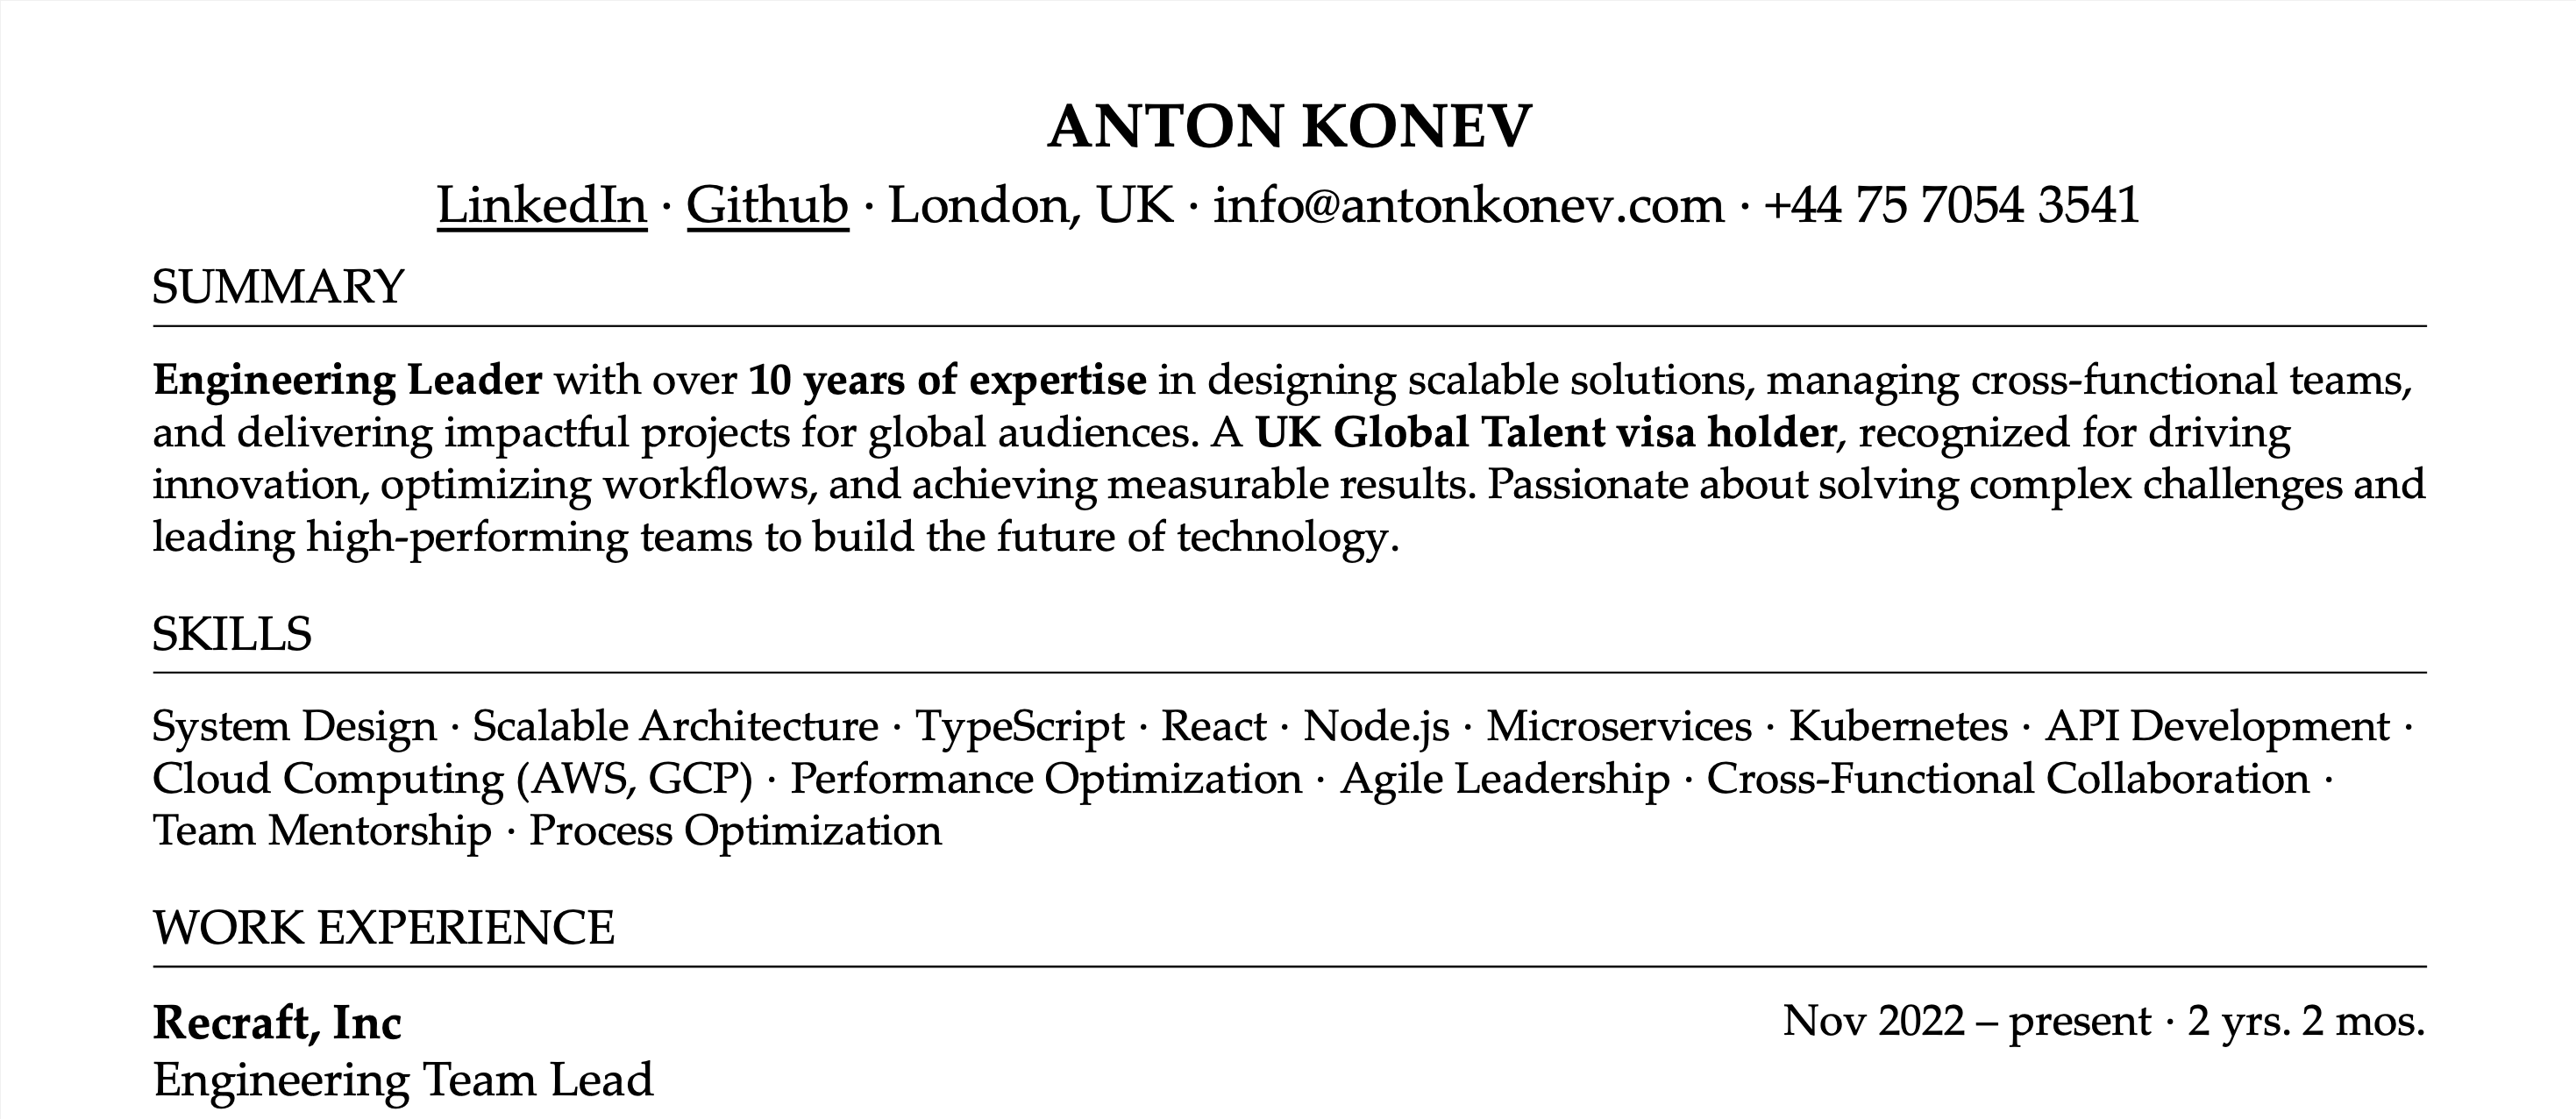 ANTON KONEV
LinkedIn · Github · London, UK · info@antonkonev.com · +44 75 7054 3541
SUMMARY
Engineering Leader with over 10 years of expertise in designing scalable solutions, managing cross-functional teams,
and delivering impactful projects for global audiences. A UK Global Talent visa holder, recognized for driving
innovation, optimizing workflows, and achieving measurable results. Passionate about solving complex challenges and
leading high-performing teams to build the future of technology.
SKILLS
System Design · Scalable Architecture · TypeScript · React · Node.js · Microservices · Kubernetes · API Development ·
Cloud Computing (AWS, GCP) · Performance Optimization · Agile Leadership · Cross-Functional Collaboration ·
Team Mentorship · Process Optimization
WORK EXPERIENCE
Recraft, Inc Nov 2022 – present · 2 yrs. 2 mos.
Engineering Team Lead